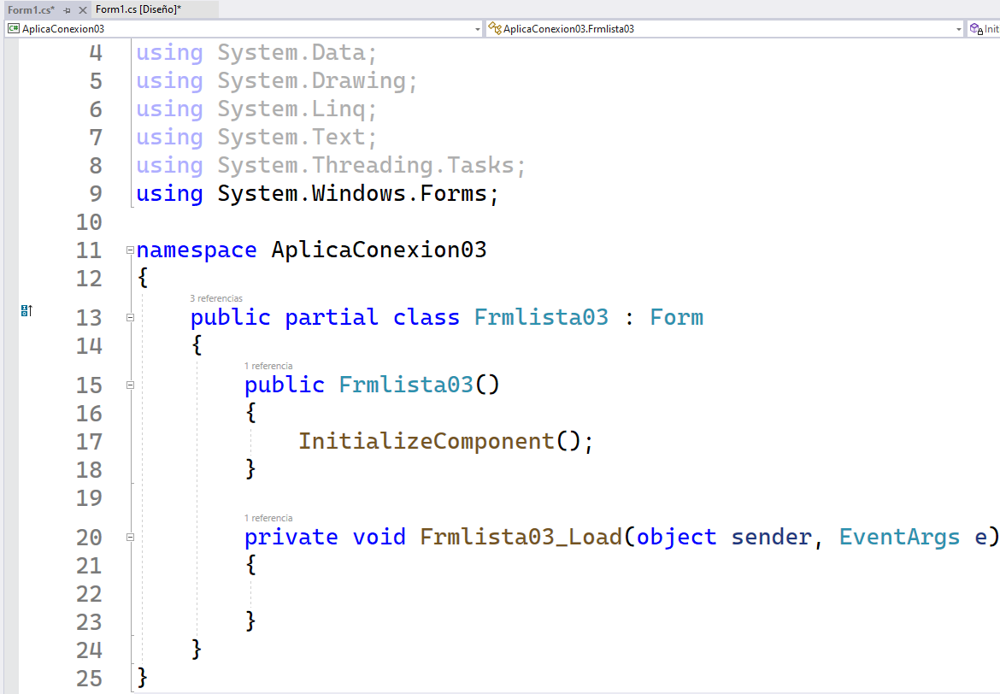 Form1.cs* Form1.cs [Diseño]*
AplicaConexion03 AplicaConexion03.Frmlista03 Init
4 using System.Data;
5 using System.Drawing;
6 using System.Linq;
7 using System.Text;
8 using System.Threading.Tasks;
9 using System.Windows.Forms;
10
11 namespace AplicaConexion03
12 {
3 referencias
13 public partial class Frmlista03 : Form
14 {
1 referencia
15 public Frmlista03()
16 {
17 InitializeComponent();
18 }
19
1 referencia
20 private void Frmlista03_Load(object sender, EventArgs e)
21 {
22
23 }
24 }
25 }